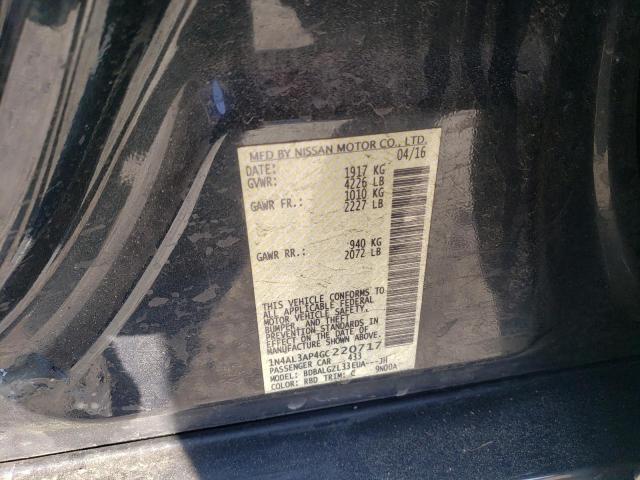 MFD BY NISSAN MOTOR CO., LTD.
DATE: 04/16
GVWR: 1917 KG
4226 LB
GAWR FR.: 1010 KG
2227 LB
GAWR RR.: 940 KG
2072 LB
THIS VEHICLE CONFORMS TO
ALL APPLICABLE FEDERAL
MOTOR VEHICLE SAFETY,
BUMPER, AND THEFT
PREVENTION STANDARDS IN
EFFECT ON THE DATE OF
MANUFACTURE SHOWN ABOVE.
1N4AL3AP4GC220717
PASSENGER CAR 433
MODEL: BDBALGZL33EUA---JH
COLOR: RBD TRIM: C 9N00A